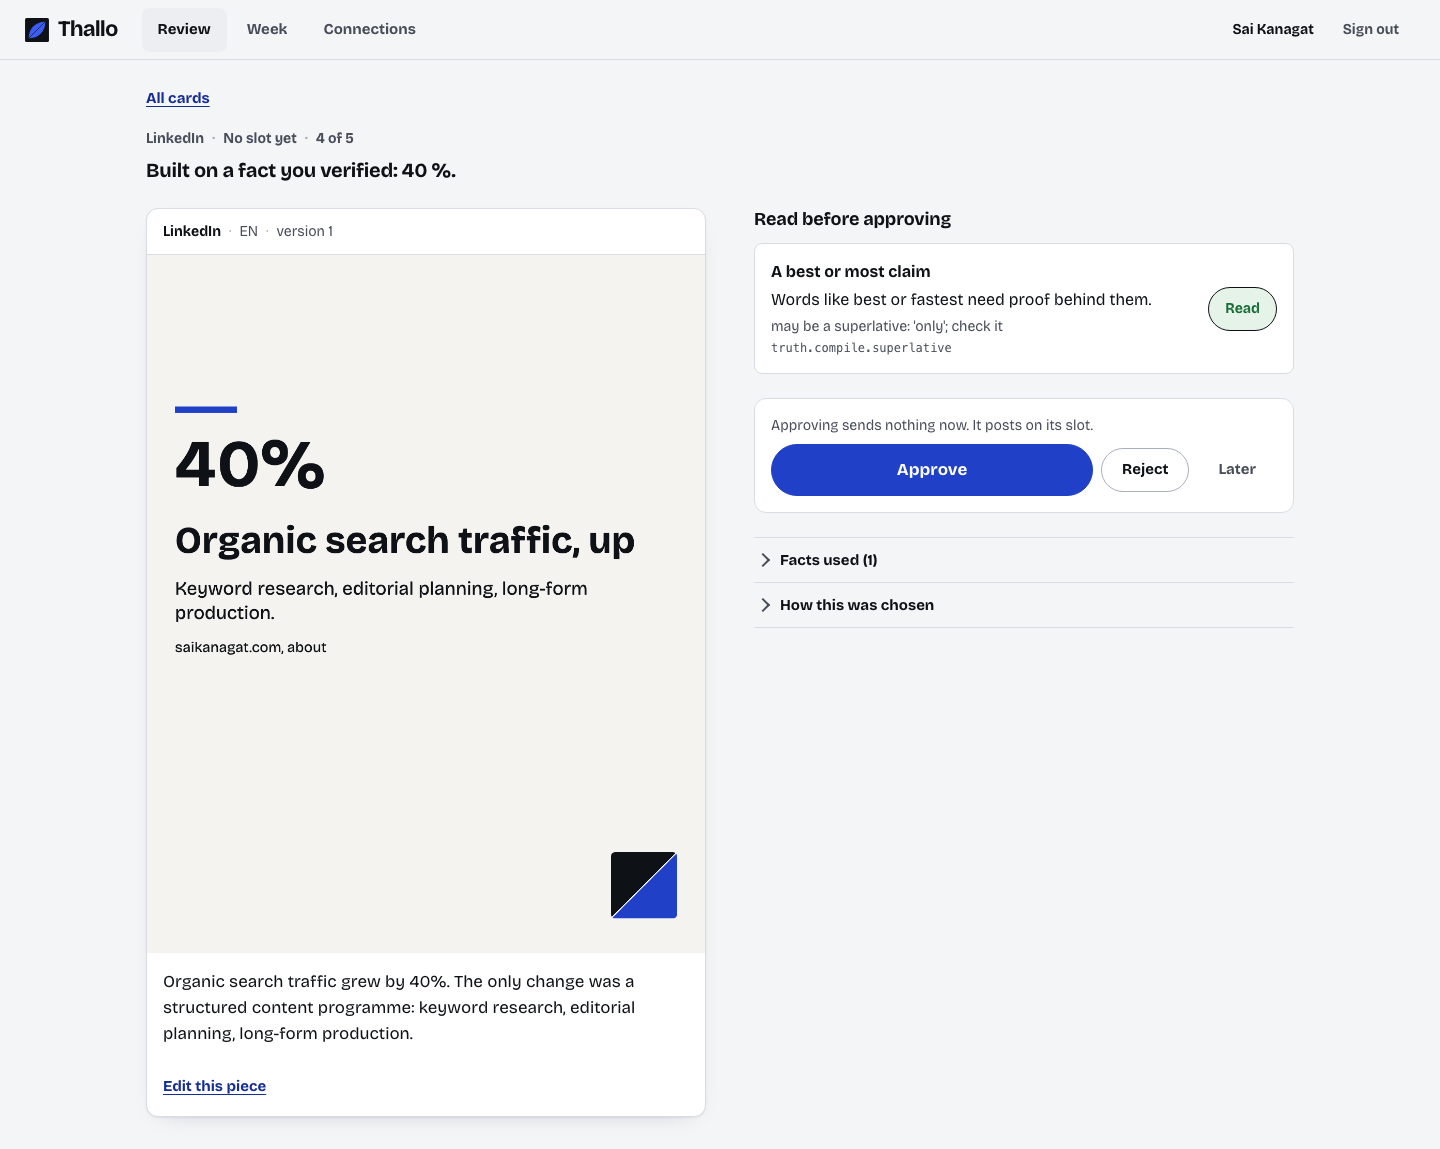 Thallo
Review
Week
Connections
Sai Kanagat
Sign out
All cards
LinkedIn · No slot yet · 4 of 5
Built on a fact you verified: 40 %.
LinkedIn · EN · version 1
40%
Organic search traffic, up
Keyword research, editorial planning, long-form
production.
saikanagat.com, about
Organic search traffic grew by 40%. The only change was a
structured content programme: keyword research, editorial
planning, long-form production.
Edit this piece
Read before approving
A best or most claim
Words like best or fastest need proof behind them.
may be a superlative: 'only'; check it
truth.compile.superlative
Read
Approving sends nothing now. It posts on its slot.
Approve
Reject
Later
Facts used (1)
How this was chosen